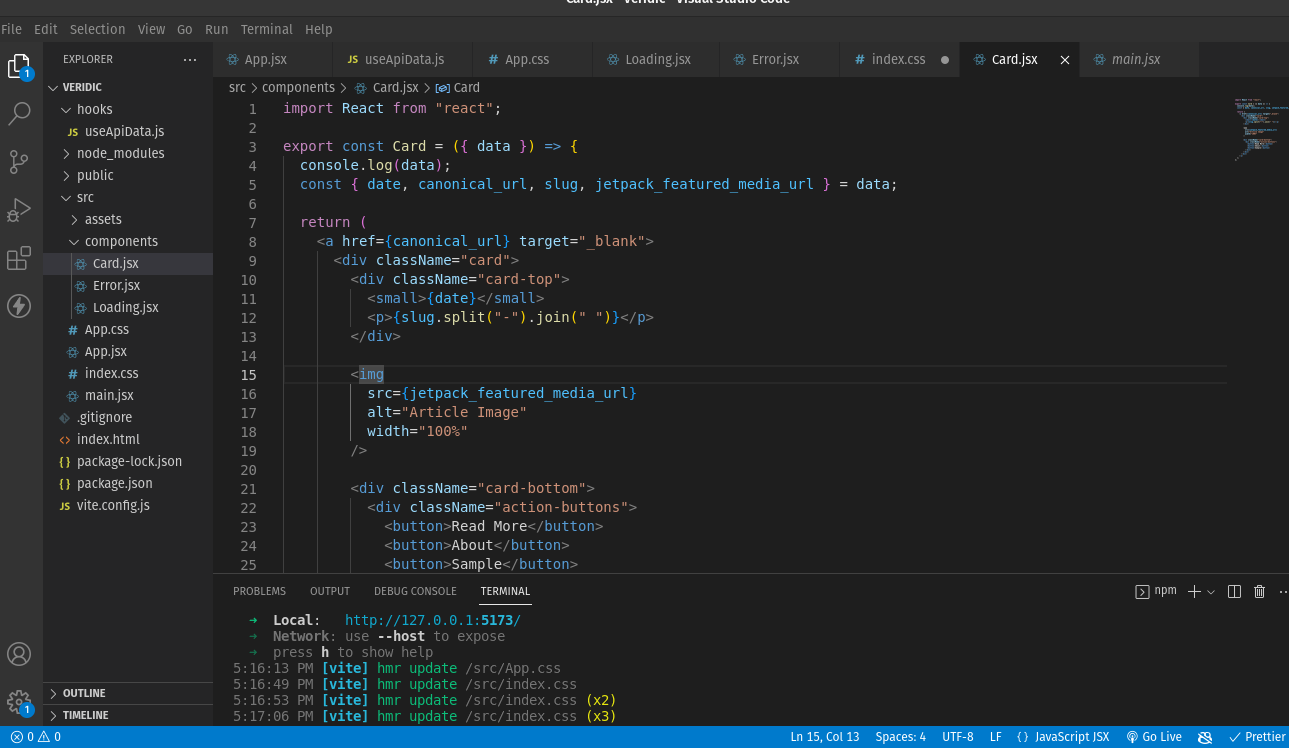 Card.jsx - Veridic - Visual Studio Code
File Edit Selection View Go Run Terminal Help
EXPLORER
App.jsx
JS useApiData.js
# App.css
Loading.jsx
Error.jsx
# index.css
Card.jsx
main.jsx
1
VERIDIC
hooks
JS useApiData.js
node_modules
public
src
assets
components
Card.jsx
Error.jsx
Loading.jsx
# App.css
App.jsx
# index.css
main.jsx
.gitignore
<> index.html
{} package-lock.json
{} package.json
JS vite.config.js
OUTLINE
TIMELINE
1
src > components > Card.jsx > Card
1 import React from "react";
2
3 export const Card = ({ data }) => {
4 console.log(data);
5 const { date, canonical_url, slug, jetpack_featured_media_url } = data;
6
7 return (
8 <a href={canonical_url} target="_blank">
9 <div className="card">
10 <div className="card-top">
11 <small>{date}</small>
12 <p>{slug.split("-").join(" ")}</p>
13 </div>
14
15 <img
16 src={jetpack_featured_media_url}
17 alt="Article Image"
18 width="100%"
19 />
20
21 <div className="card-bottom">
22 <div className="action-buttons">
23 <button>Read More</button>
24 <button>About</button>
25 <button>Sample</button>
PROBLEMS OUTPUT DEBUG CONSOLE TERMINAL
npm
➜ Local: http://127.0.0.1:5173/
➜ Network: use --host to expose
➜ press h to show help
5:16:13 PM [vite] hmr update /src/App.css
5:16:49 PM [vite] hmr update /src/index.css
5:16:53 PM [vite] hmr update /src/index.css (x2)
5:17:06 PM [vite] hmr update /src/index.css (x3)
0 0
Ln 15, Col 13 Spaces: 4 UTF-8 LF {} JavaScript JSX Go Live Prettier